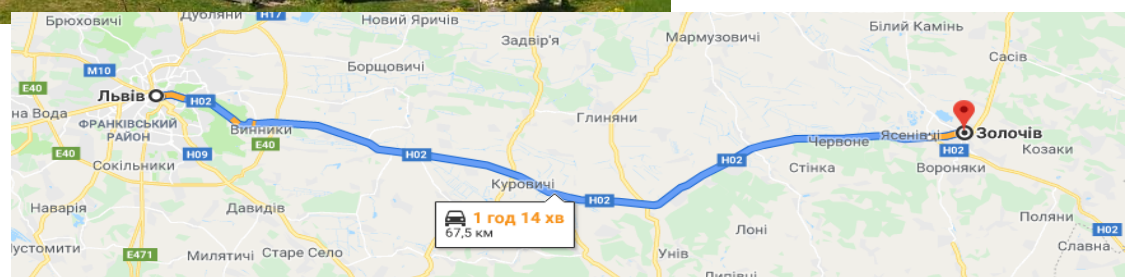 Брюховичі
Дубляни
H17
Новий Яричів
Задвір'я
Мармузовичі
Білий Камінь
Сасів
Борщовичі
M10
E40
Львів
H02
на Вода
ФРАНКІВСЬКИЙ
РАЙОН
Винники
E40
E40
H09
Сокільники
H02
Глиняни
Червоне
Ясенівці
Золочів
H02
Козаки
Стінка
Вороняки
H02
Куровичі
H02
1 год 14 хв
67,5 км
Наварія
Давидів
Поляни
H02
Лоні
Славна
Пустомити
E471
Милятичі
Старе Село
Унів
Липівці